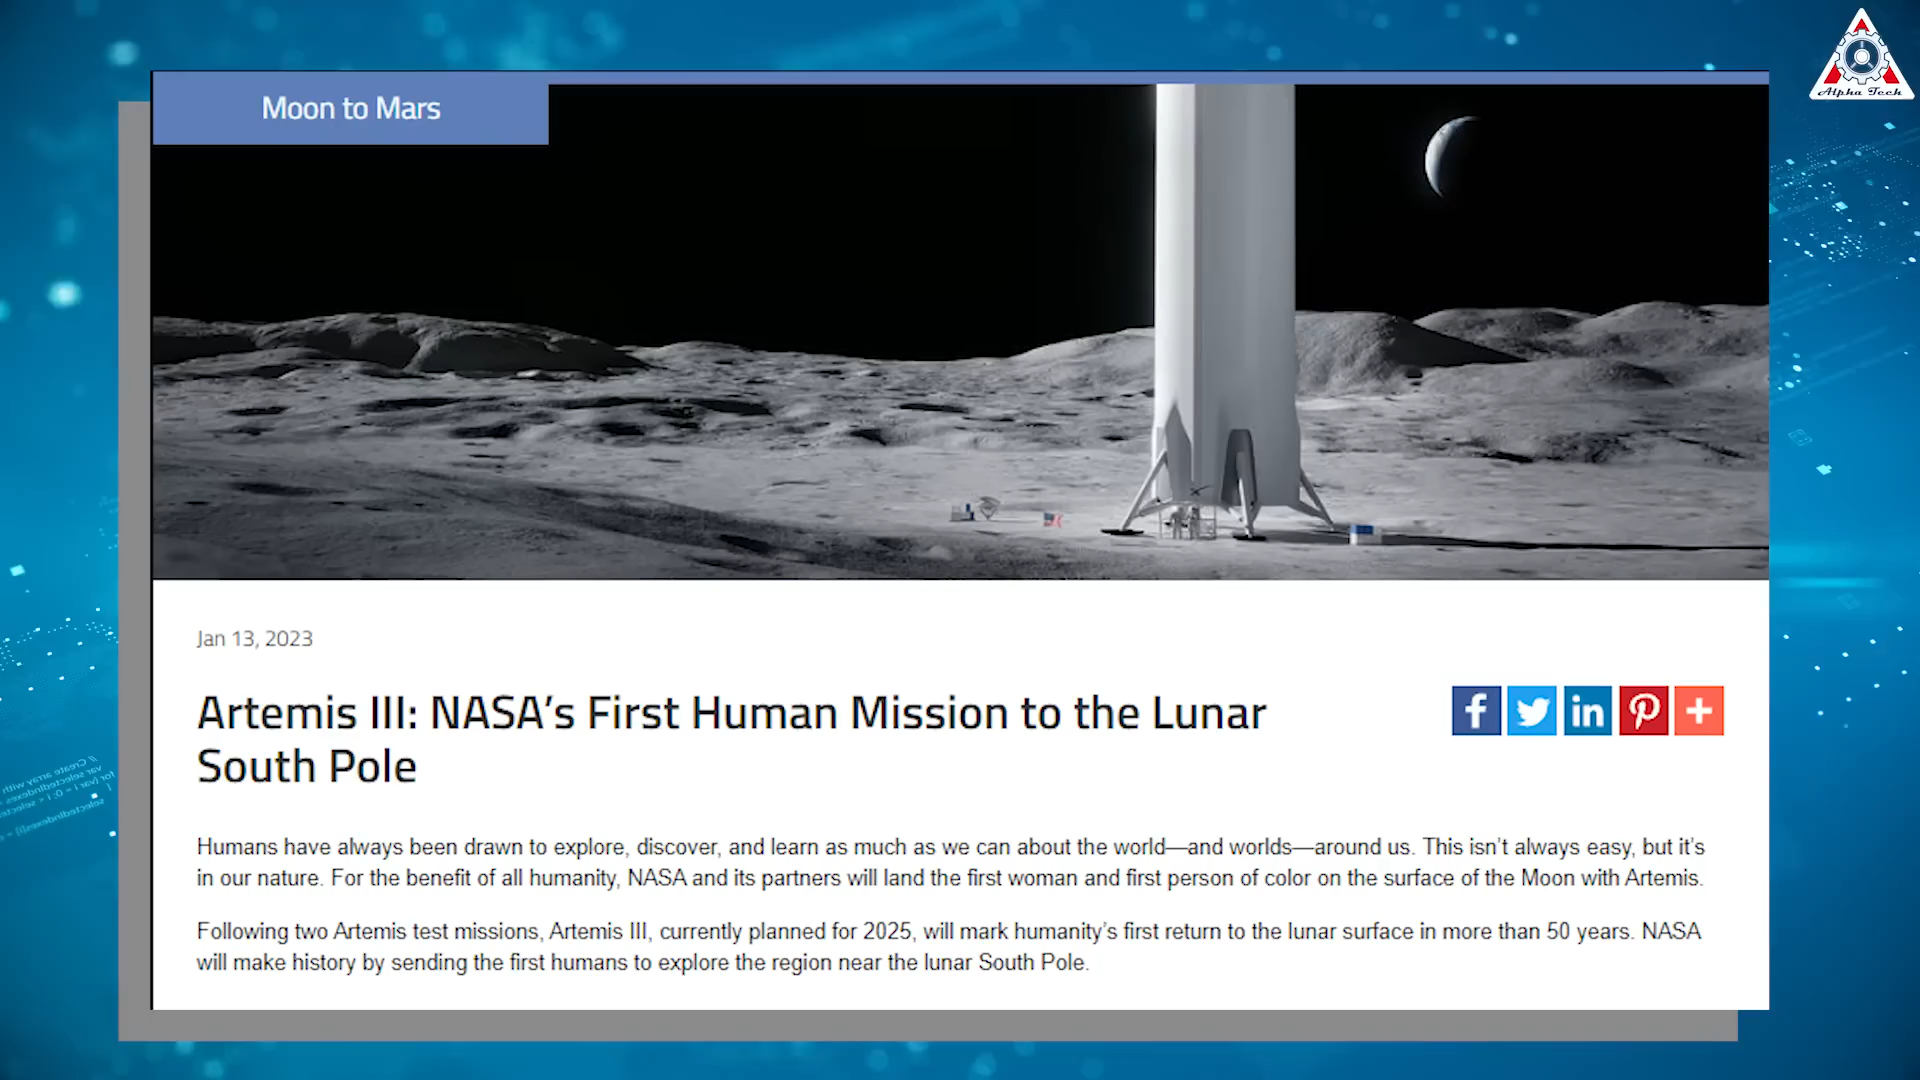 Alpha Tech
Moon to Mars
Jan 13, 2023
Artemis III: NASA’s First Human Mission to the Lunar
South Pole
Humans have always been drawn to explore, discover, and learn as much as we can about the world—and worlds—around us. This isn’t always easy, but it’s
in our nature. For the benefit of all humanity, NASA and its partners will land the first woman and first person of color on the surface of the Moon with Artemis.
Following two Artemis test missions, Artemis III, currently planned for 2025, will mark humanity’s first return to the lunar surface in more than 50 years. NASA
will make history by sending the first humans to explore the region near the lunar South Pole.